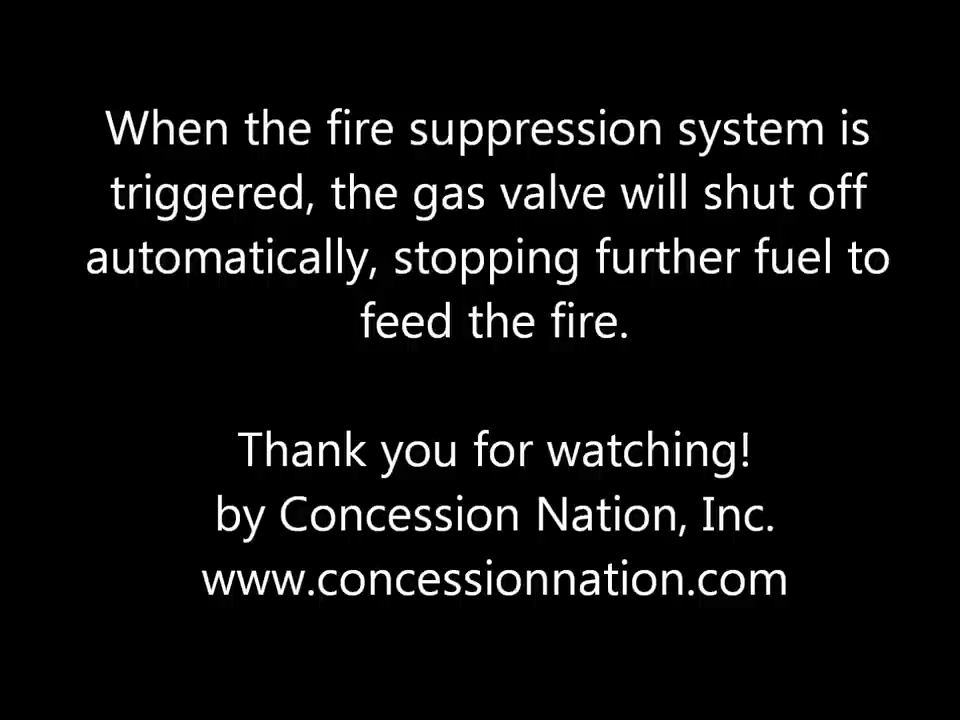 When the fire suppression system is
triggered, the gas valve will shut off
automatically, stopping further fuel to
feed the fire.
Thank you for watching!
by Concession Nation, Inc.
www.concessionnation.com